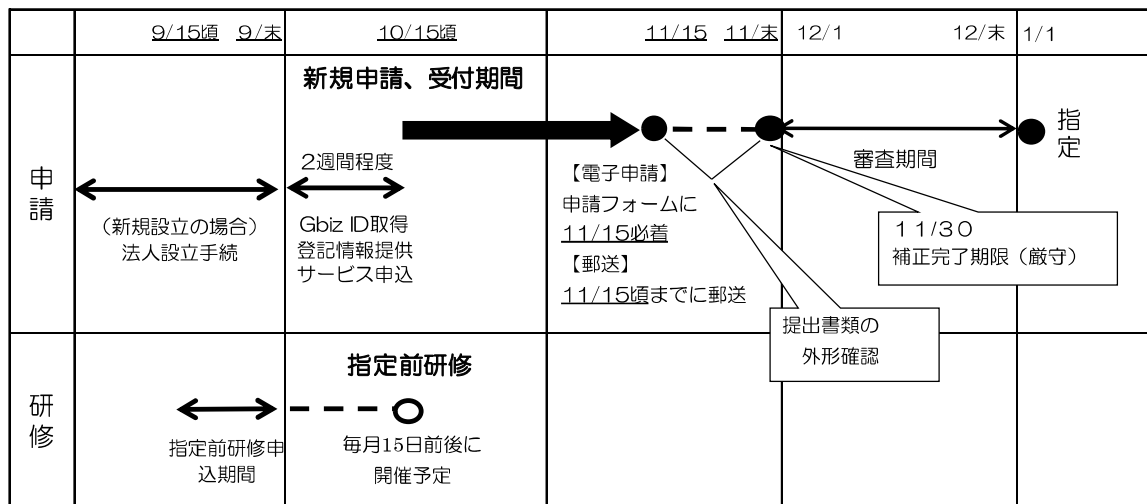 9/15頃 9/末 10/15頃 11/15 11/末 12/1 12/末 1/1
申請
新規申請、受付期間
2週間程度
(新規設立の場合)
法人設立手続
Gbiz ID取得
登記情報提供
サービス申込
【電子申請】
申請フォームに
11/15必着
【郵送】
11/15頃までに郵送
審査期間
指定
11/30
補正完了期限(厳守)
提出書類の
外形確認
研修
指定前研修
指定前研修申
込期間
毎月15日前後に
開催予定